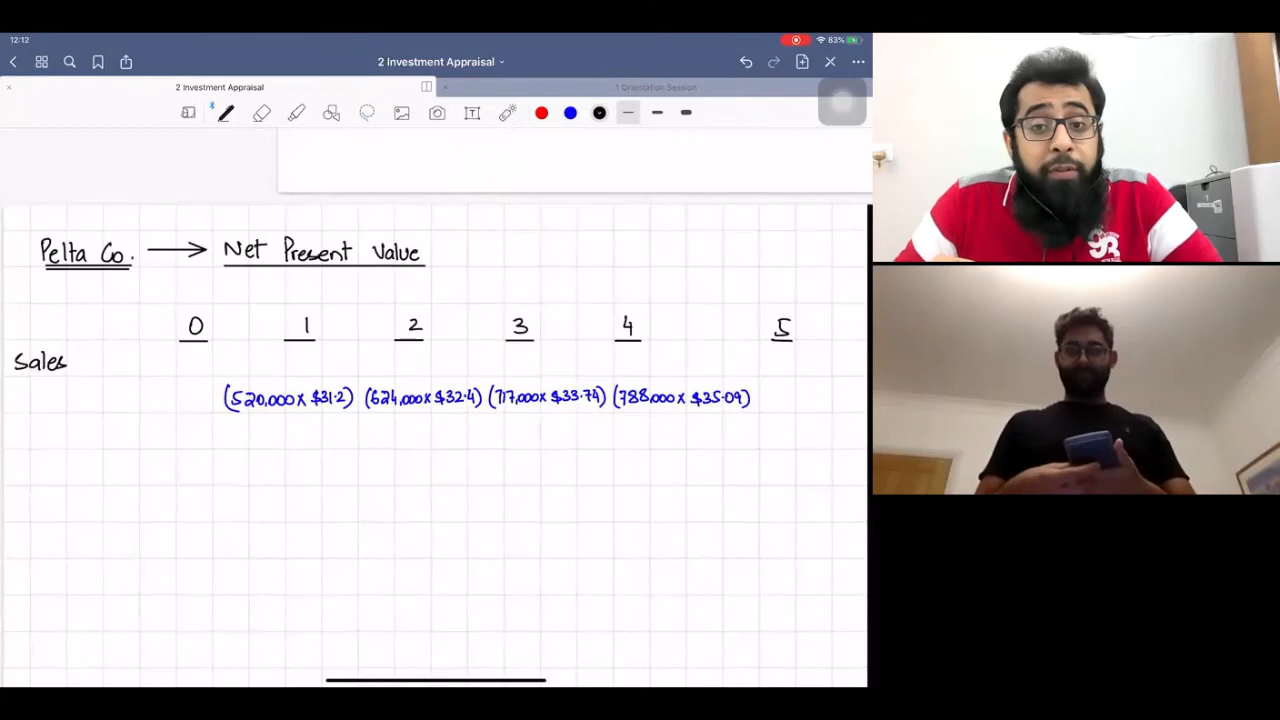 12:12
83%
2 Investment Appraisal
2 Investment Appraisal
1 Orientation Session
Pelta Co. → Net Present Value
0 1 2 3 4 5
Sales
(520,000 x $31.2) (624,000 x $32.4) (717,000 x $33.74) (788,000 x $35.09)